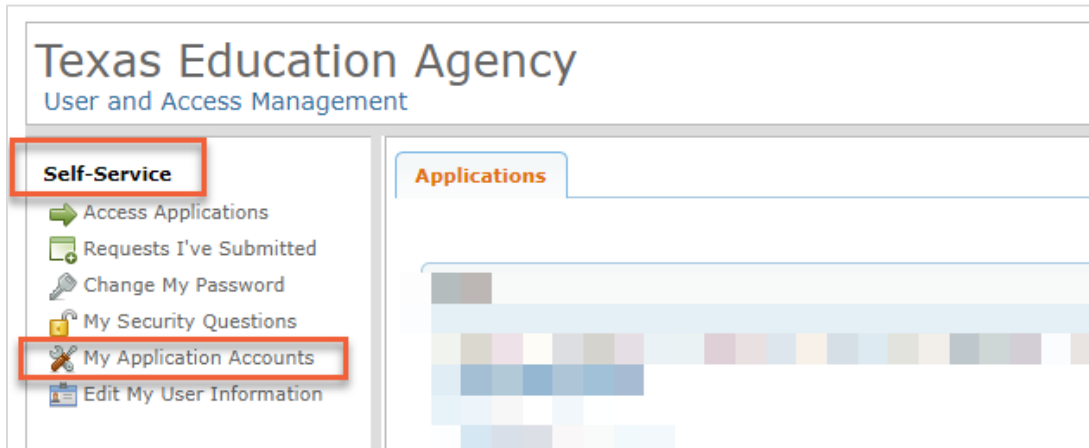 Texas Education Agency
User and Access Management
Self-Service
Access Applications
Requests I've Submitted
Change My Password
My Security Questions
My Application Accounts
Edit My User Information
Applications